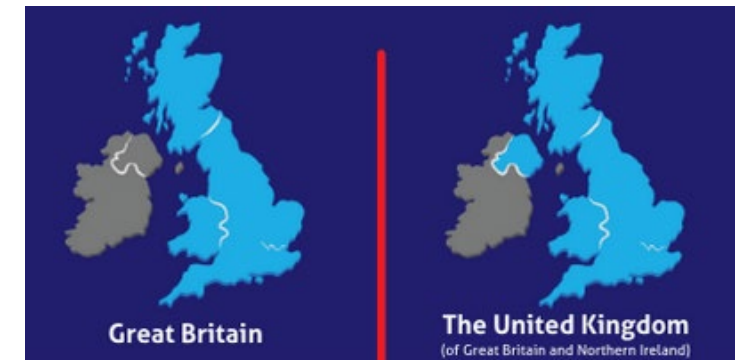 Great Britain
The United Kingdom
(of Great Britain and Northern Ireland)